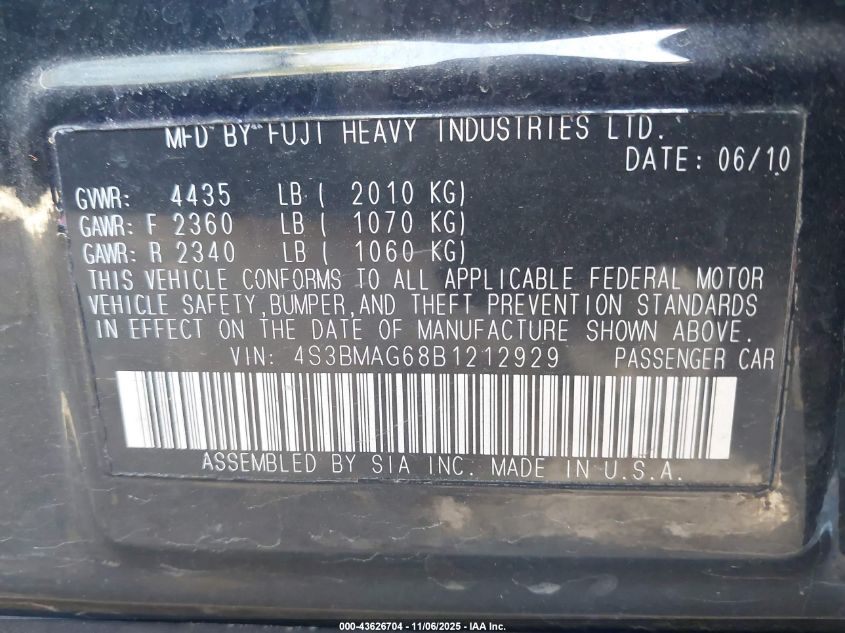 MFD BY FUJI HEAVY INDUSTRIES LTD.
DATE: 06/10
GVWR: 4435 LB ( 2010 KG)
GAWR: F 2360 LB ( 1070 KG)
GAWR: R 2340 LB ( 1060 KG)
THIS VEHICLE CONFORMS TO ALL APPLICABLE FEDERAL MOTOR
VEHICLE SAFETY,BUMPER,AND THEFT PREVENTION STANDARDS
IN EFFECT ON THE DATE OF MANUFACTURE SHOWN ABOVE.
VIN: 4S3BMAG68B1212929 PASSENGER CAR
ASSEMBLED BY SIA INC. MADE IN U.S.A.
000-43626704 - 11/06/2025 - IAA Inc.